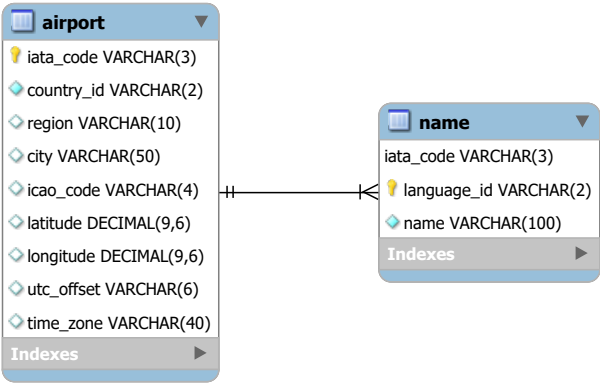 airport
iata_code VARCHAR(3)
country_id VARCHAR(2)
region VARCHAR(10)
city VARCHAR(50)
icao_code VARCHAR(4)
latitude DECIMAL(9,6)
longitude DECIMAL(9,6)
utc_offset VARCHAR(6)
time_zone VARCHAR(40)
Indexes
name
iata_code VARCHAR(3)
language_id VARCHAR(2)
name VARCHAR(100)
Indexes